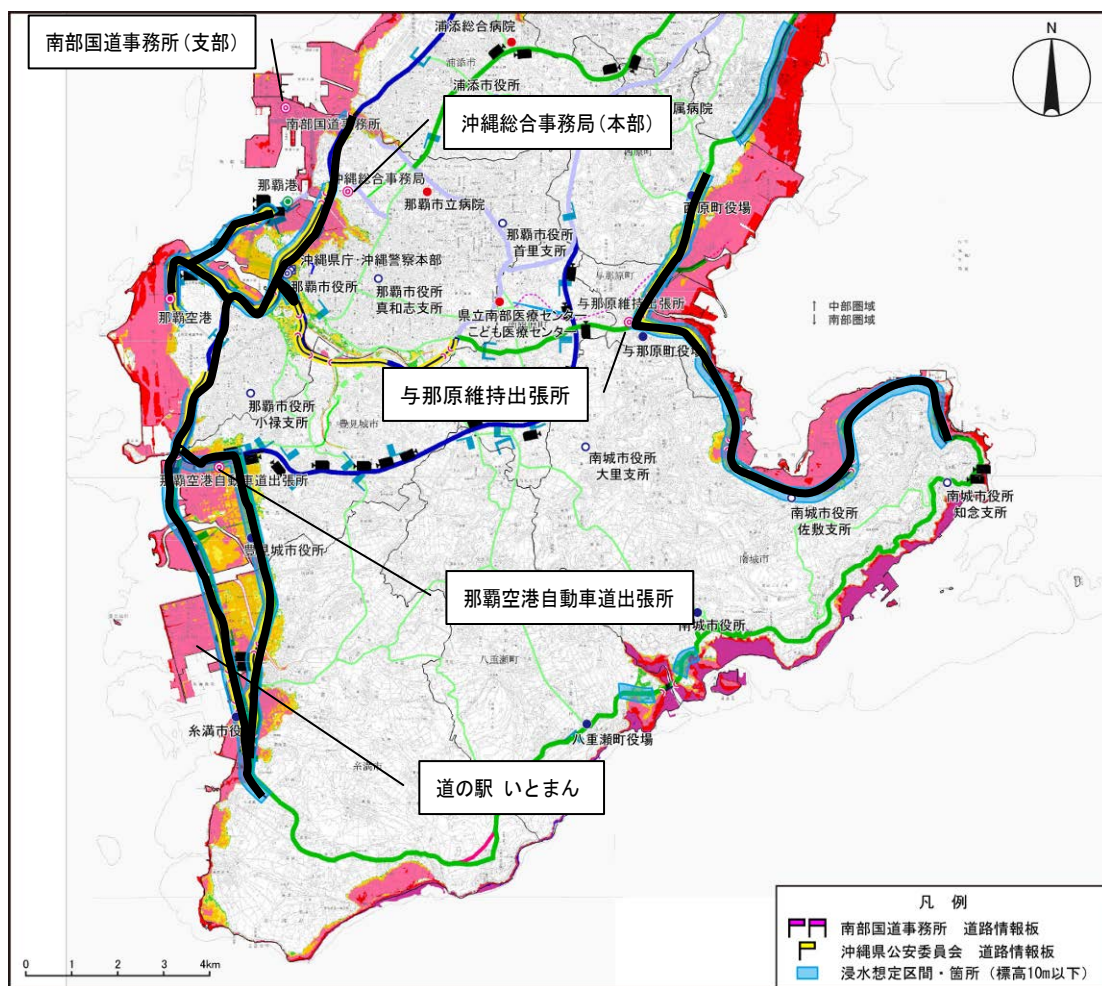 南部国道事務所(支部)
浦添総合病院
浦添市
浦添市役所
沖縄総合事務局(本部)
属病院
南部国道事務所
西原町
那覇港
沖縄総合事務局
那覇市立病院
西原町役場
那覇市役所
首里支所
沖縄県庁・沖縄警察本部
那覇市役所
那覇市役所
真和志支所
与那原町
与那原維持出張所
県立南部医療センター
こども医療センター
与那原町役場
↑ 中部圏域
↓ 南部圏域
那覇空港
与那原維持出張所
那覇市役所
小禄支所
豊見城市
南城市役所
大里支所
那覇空港自動車道出張所
南城市役所
佐敷支所
南城市役所
知念支所
豊見城市役所
南城市
那覇空港自動車道出張所
南城市役所
八重瀬町
糸満市役
八重瀬町役場
糸満市
道の駅 いとまん
N
凡 例
南部国道事務所 道路情報板
沖縄県公安委員会 道路情報板
浸水想定区間・箇所(標高10m以下)
0 1 2 4km